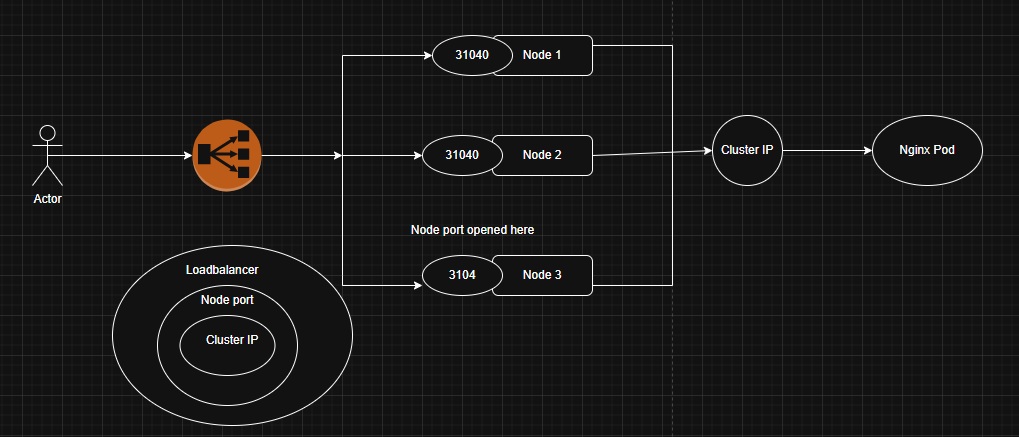 31040
Node 1
Actor
31040
Node 2
Cluster IP
Nginx Pod
Node port opened here
3104
Node 3
Loadbalancer
Node port
Cluster IP